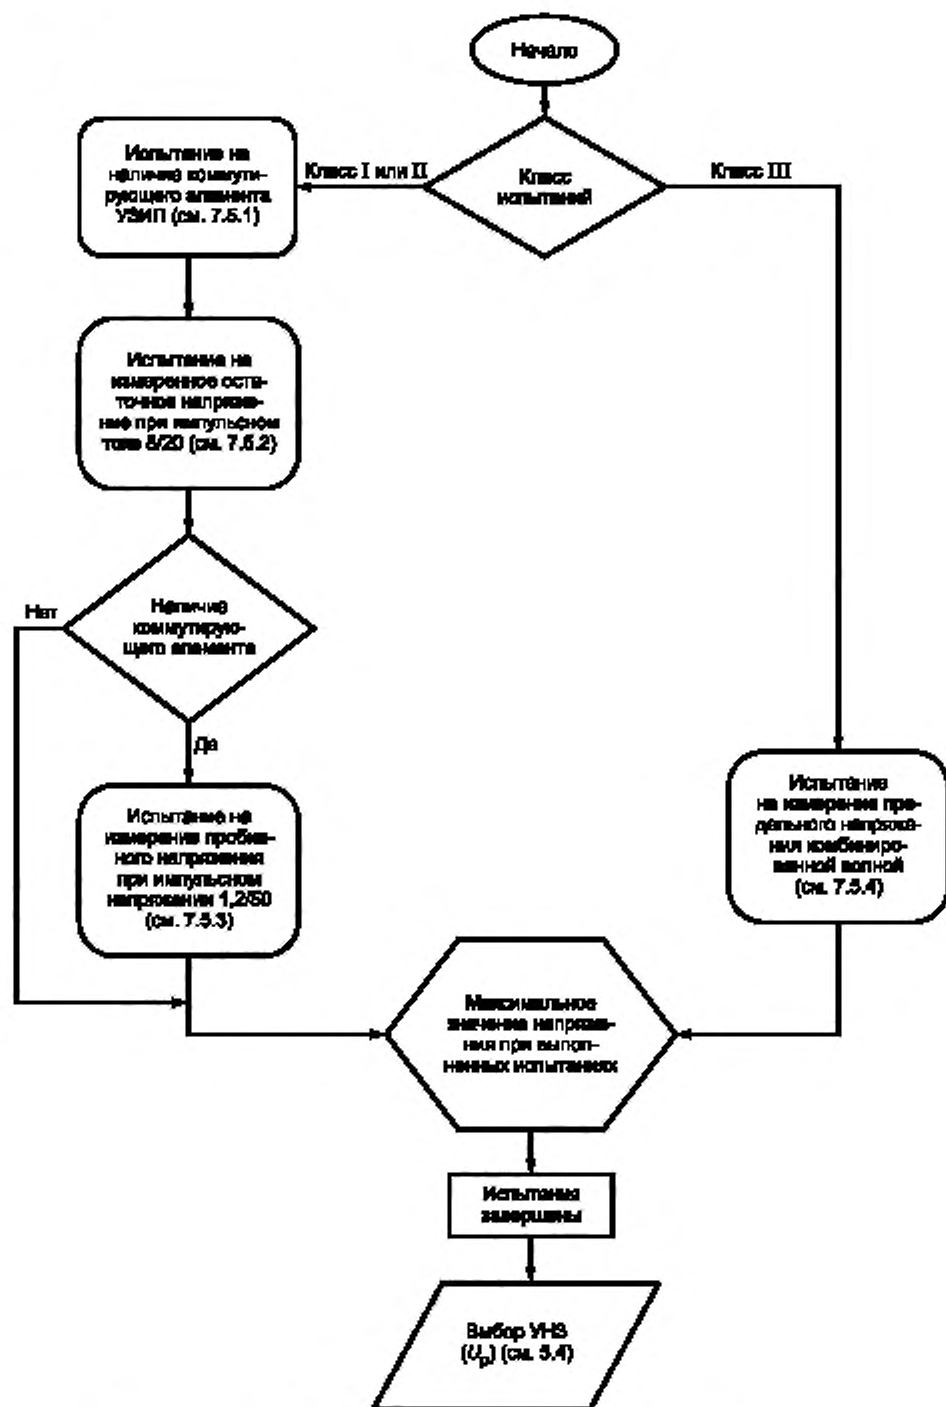 Начало
Класс
испытаний
Класс I или II
Класс III
Испытание на
наличие коммути-
рующего элемента
УЗИП (см. 7.5.1)
Испытание на
измеренное оста-
точное напряже-
ние при импульсном
токе 8/20 (см. 7.5.2)
Наличие
коммутирую-
щего элемента
Нет
Да
Испытание на
измерение пробив-
ного напряжения
при импульсном
напряжении 1,2/50
(см. 7.5.3)
Испытание
на измерение пре-
дельного напряже-
ния комбиниро-
ванной волной
(см. 7.5.4)
Максимальное
значение напряже-
ния при выпол-
ненных испытаниях
Испытания
завершены
Выбор УНЗ
(Uр) (см. 5.4)